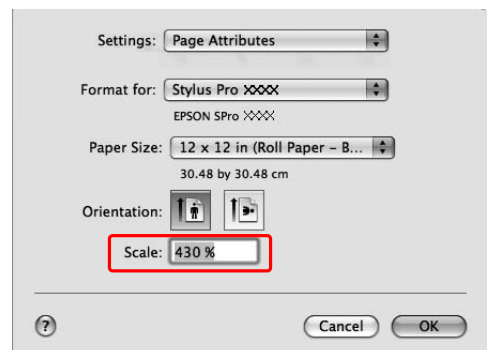 Settings: Page Attributes
Format for: Stylus Pro XXXX
EPSON SPro XXXX
Paper Size: 12 x 12 in (Roll Paper – B...
30.48 by 30.48 cm
Orientation:
Scale: 430 %
? Cancel OK